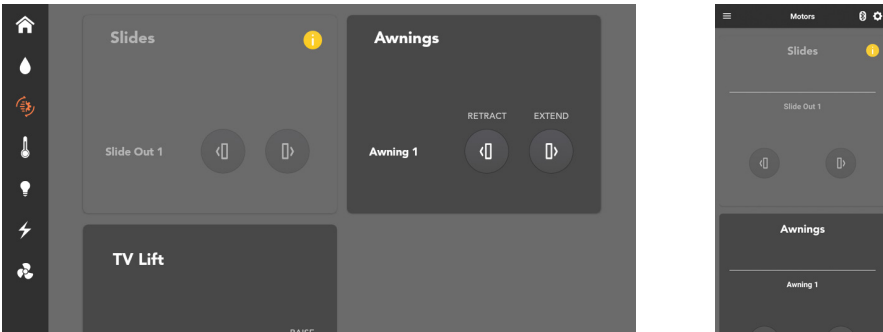 Slides
Awnings
RETRACT EXTEND
Slide Out 1
Awning 1
TV Lift
RAISE
Motors
Slides
Slide Out 1
Awnings
Awning 1